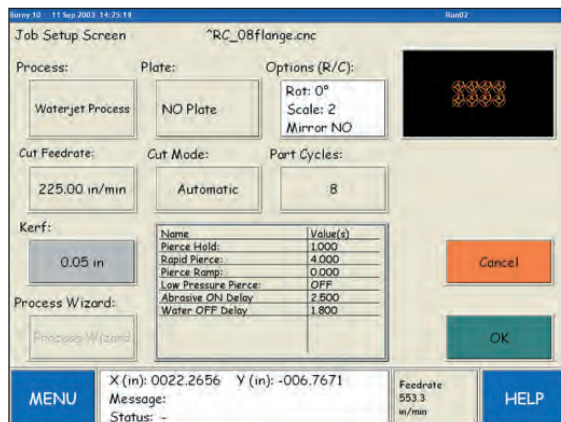 Burny 10 11 Sep 2003 14:25:19 Run02
Job Setup Screen ^RC_08flange.cnc
Process: Plate: Options (R/C):
Waterjet Process NO Plate Rot: 0°
Scale: 2
Mirror NO
Cut Feedrate: Cut Mode: Part Cycles:
225.00 in/min Automatic 8
Kerf:
0.05 in
Name Value(s)
Pierce Hold: 1.000
Rapid Pierce: 4.000
Pierce Ramp: 0.000
Low Pressure Pierce: OFF
Abrasive ON Delay 2.500
Water OFF Delay 1.800
Process Wizard:
Process Wizard
Cancel
OK
MENU
X (in): 0022.2656 Y (in): -006.7671
Message:
Status: -
Feedrate
553.3
in/min
HELP